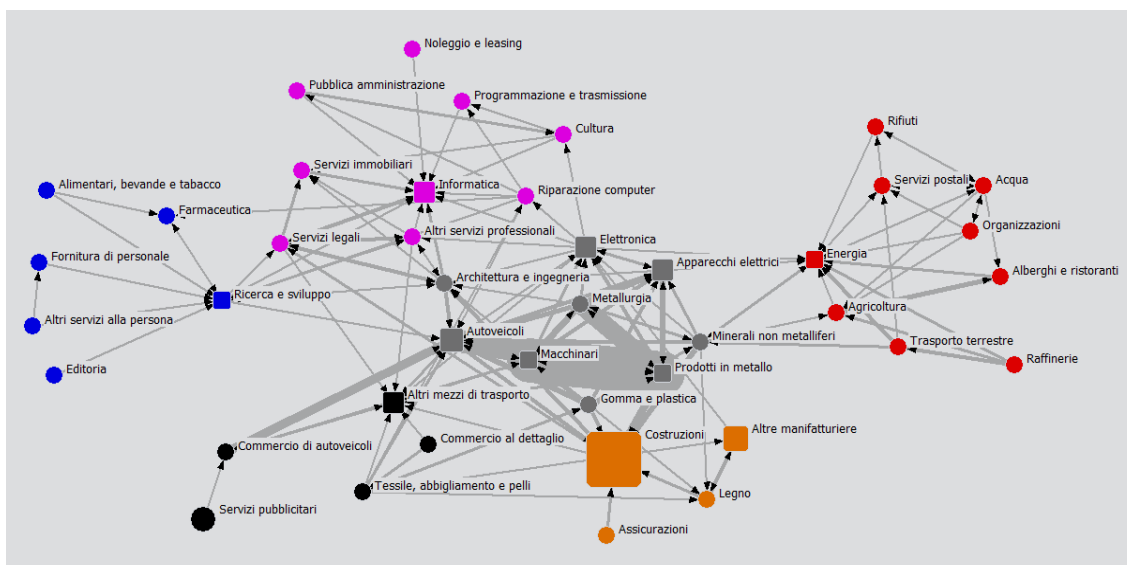 Noleggio e leasing
Pubblica amministrazione
Programmazione e trasmissione
Cultura
Rifiuti
Servizi immobiliari
Informatica
Riparazione computer
Servizi postali
Acqua
Alimentari, bevande e tabacco
Farmaceutica
Servizi legali
Altri servizi professionali
Organizzazioni
Elettronica
Fornitura di personale
Architettura e ingegneria
Apparecchi elettrici
Energia
Alberghi e ristoranti
Ricerca e sviluppo
Metallurgia
Agricoltura
Altri servizi alla persona
Autoveicoli
Minerali non metalliferi
Trasporto terrestre
Macchinari
Prodotti in metallo
Raffinerie
Editoria
Altri mezzi di trasporto
Gomma e plastica
Commercio di autoveicoli
Commercio al dettaglio
Costruzioni
Altre manifatturiere
Tessile, abbigliamento e pelli
Legno
Servizi pubblicitari
Assicurazioni